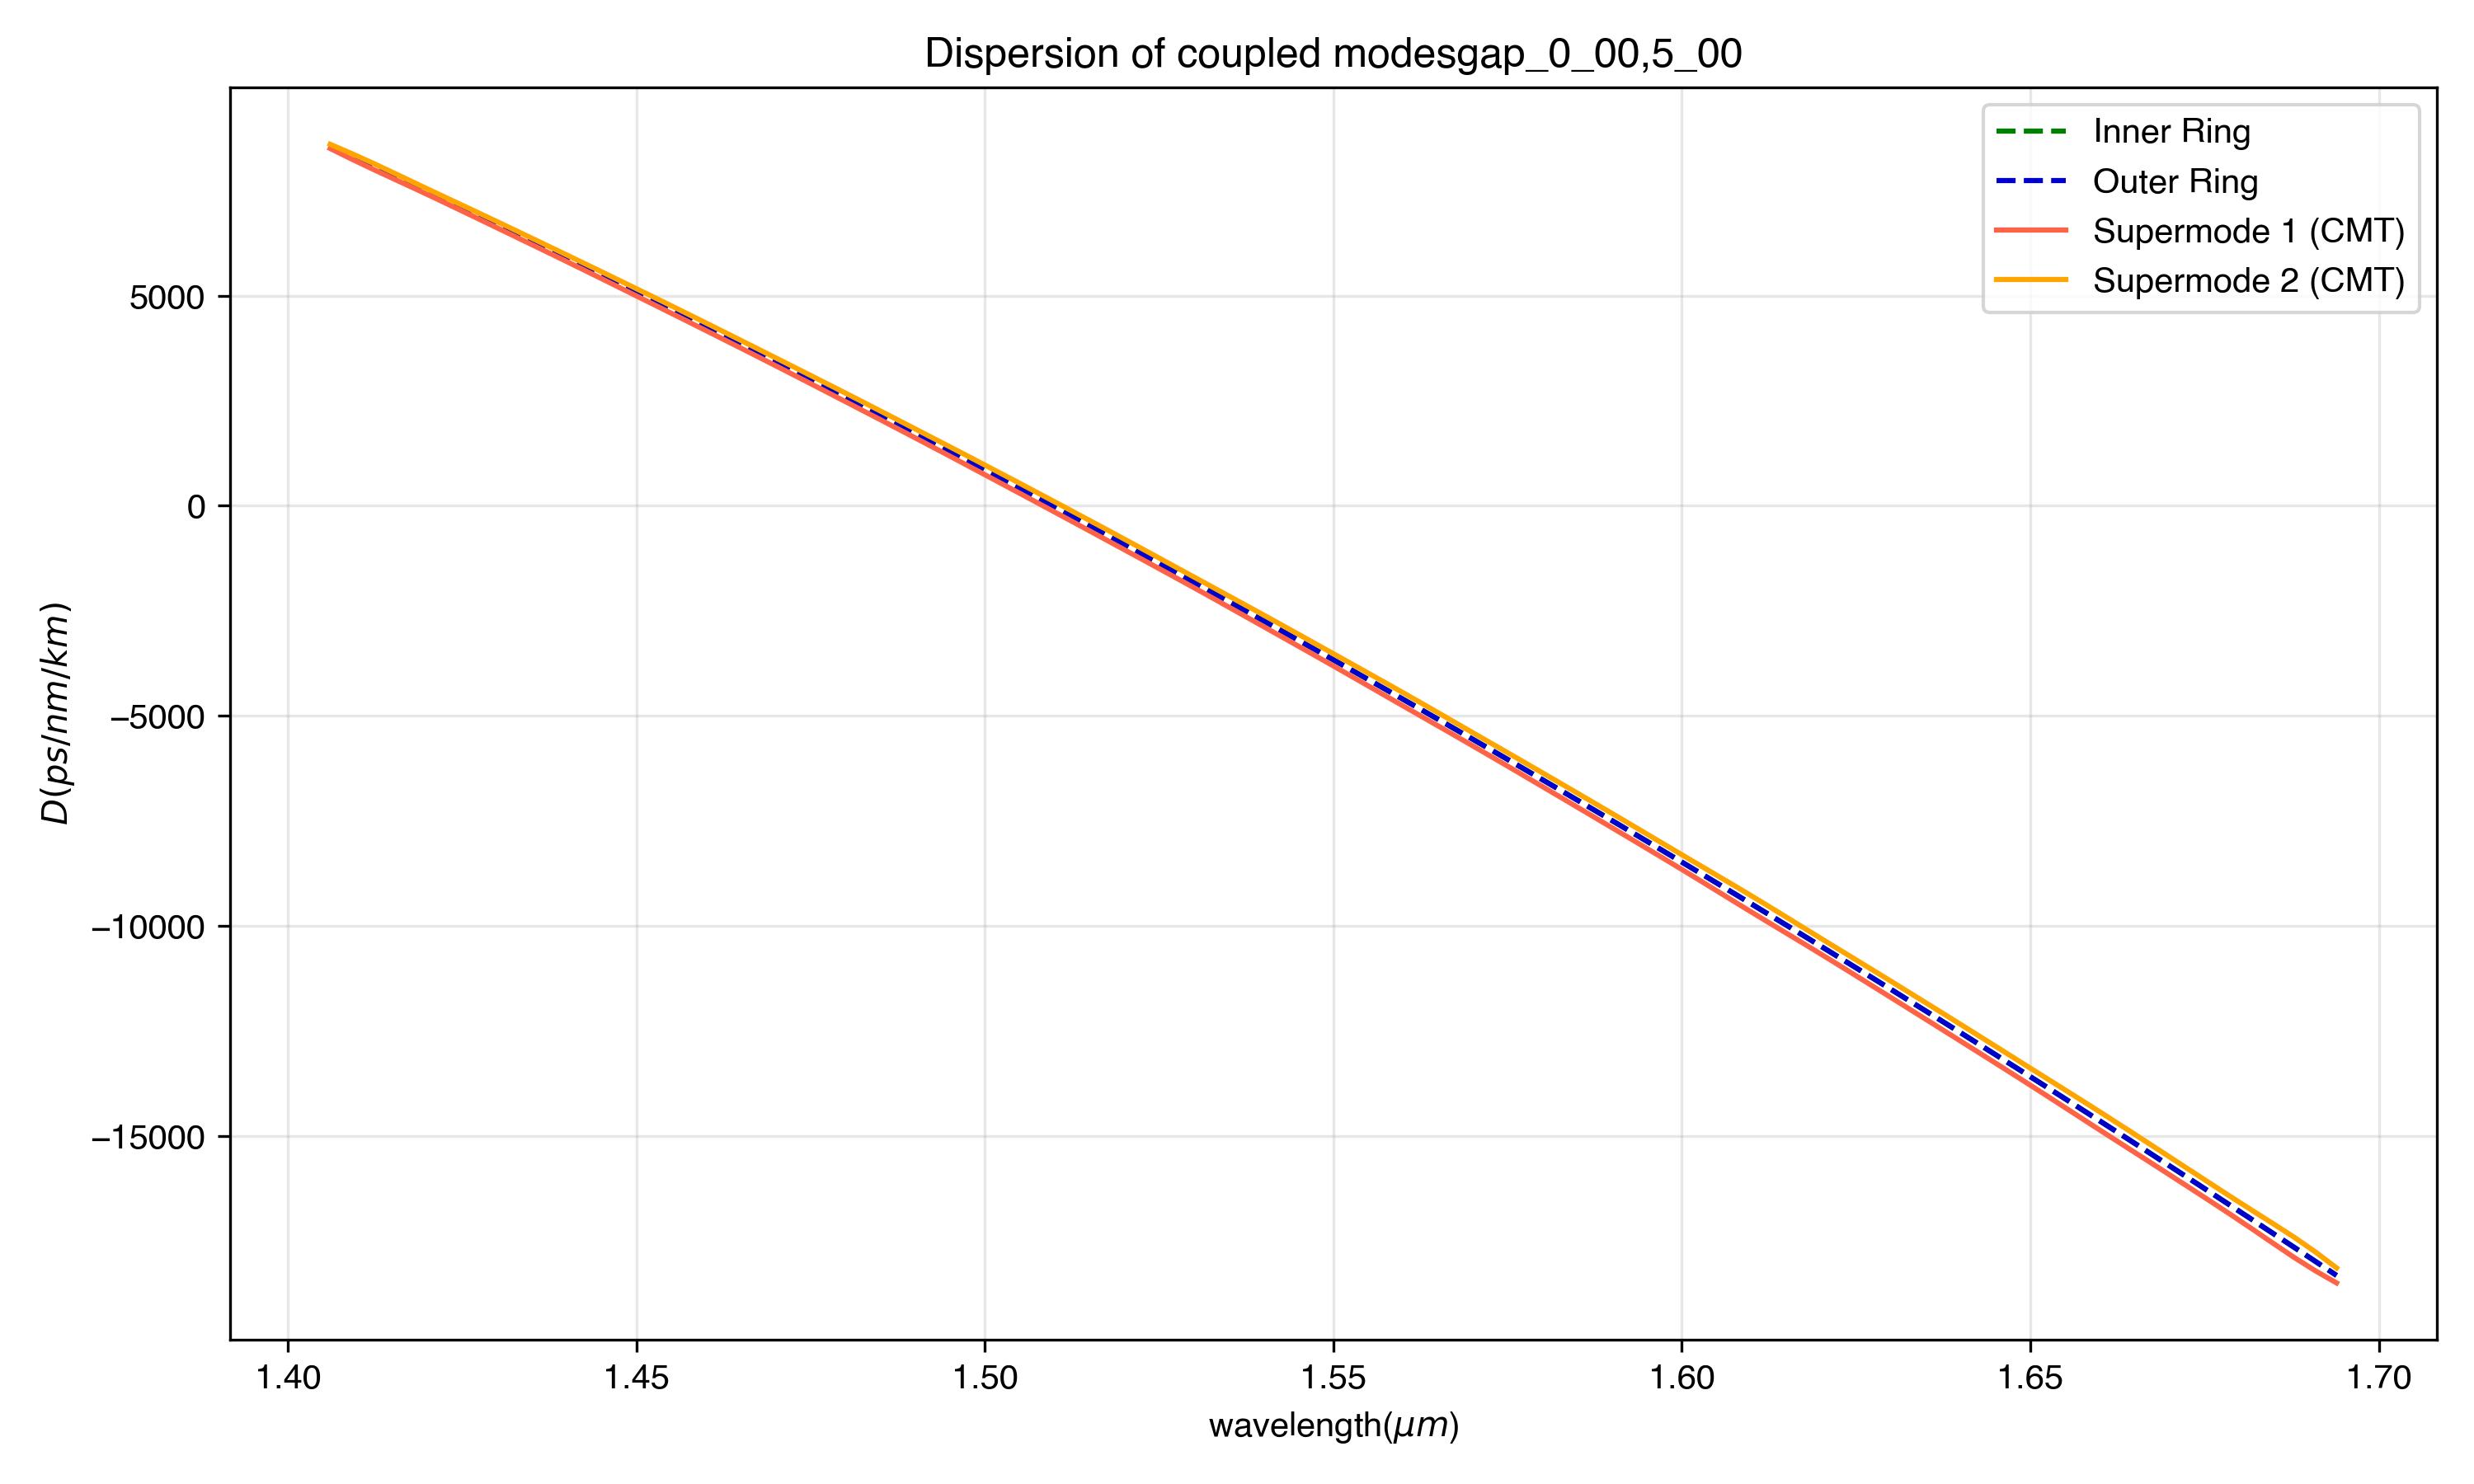 Dispersion of coupled modesgap_0_00,5_00
Inner Ring
Outer Ring
Supermode 1 (CMT)
Supermode 2 (CMT)
D(ps/nm/km)
5000
0
−5000
−10000
−15000
1.40 1.45 1.50 1.55 1.60 1.65 1.70
wavelength(μm)